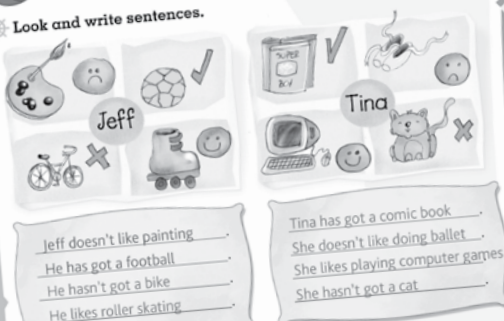 Look and write sentences.
SUPER
BOY
Jeff
Tina
Jeff doesn't like painting.
He has got a football.
He hasn't got a bike.
He likes roller skating.
Tina has got a comic book.
She doesn't like doing ballet.
She likes playing computer games
She hasn't got a cat.